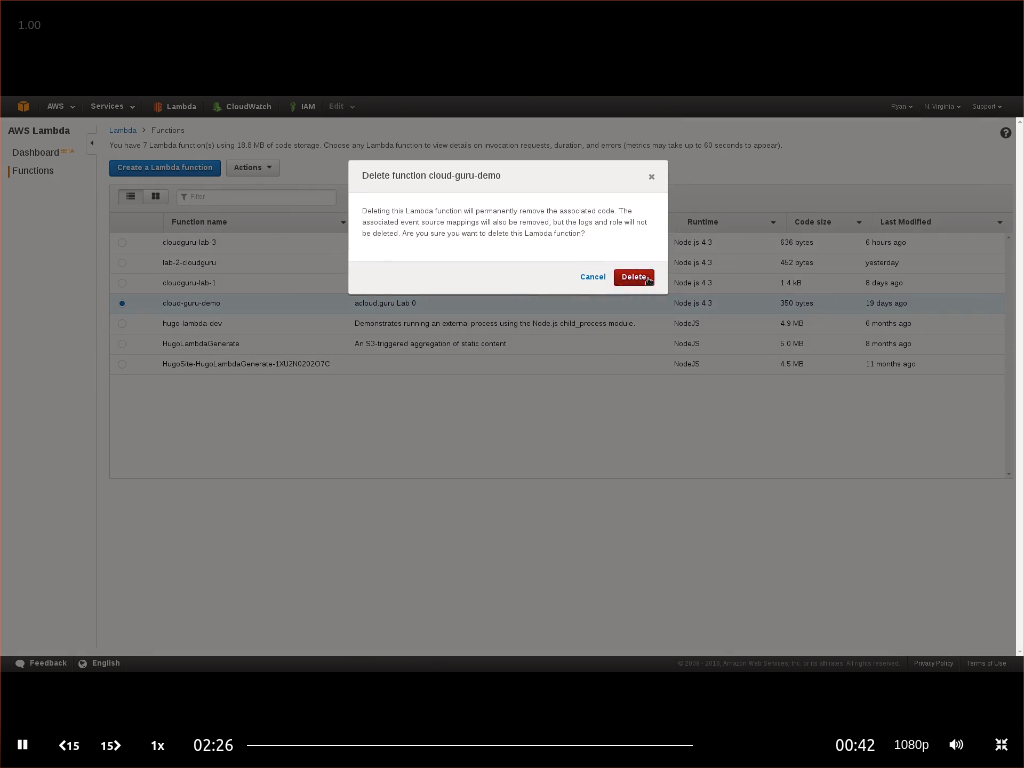 1.00
AWS Services Lambda CloudWatch IAM Edit Ryan N. Virginia Support
AWS Lambda
Dashboard
Functions
Lambda > Functions
You have 7 Lambda function(s) using 18.8 MB of code storage. Choose any Lambda function to view details on invocation requests, duration, and errors (metrics may take up to 60 seconds to appear).
Create a Lambda function Actions
Filter
Delete function cloud-guru-demo
Deleting this Lambda function will permanently remove the associated code. The
associated event source mappings will also be removed, but the logs and role will not
be deleted. Are you sure you want to delete this Lambda function?
Cancel Delete
Function name Runtime Code size Last Modified
cloudguru-lab-3 Node.js 4.3 636 bytes 6 hours ago
lab-2-cloudguru Node.js 4.3 452 bytes yesterday
cloudguru-lab-1 Node.js 4.3 1.4 kB 8 days ago
cloud-guru-demo acloud.guru Lab 0 Node.js 4.3 350 bytes 19 days ago
hugo-lambda-dev Demonstrates running an external process using the Node.js child_process module. NodeJS 4.9 MB 6 months ago
HugoLambdaGenerate An S3-triggered aggregation of static content NodeJS 5.0 MB 8 months ago
HugoSite-HugoLambdaGenerate-1XU2N0202O7C NodeJS 4.5 MB 11 months ago
Feedback English Amazon Web Services, Inc. or its affiliates. All rights reserved. Privacy Policy Terms of Use
15 15 1x 02:26 00:42 1080p